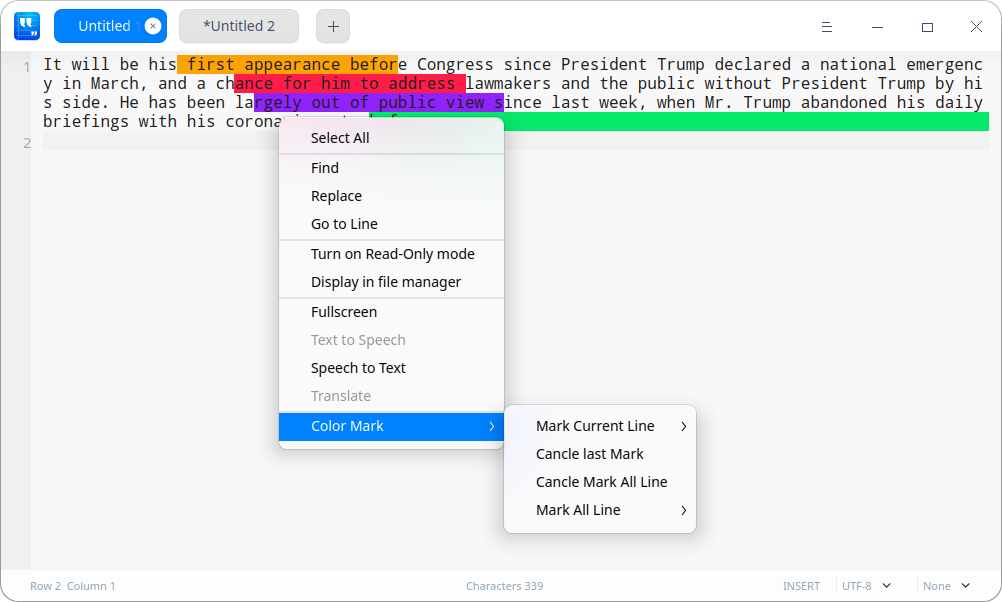 Untitled
*Untitled 2
1 It will be his first appearance before Congress since President Trump declared a national emergenc
y in March, and a chance for him to address lawmakers and the public without President Trump by hi
s side. He has been largely out of public view since last week, when Mr. Trump abandoned his daily
briefings with his
2
Select All
Find
Replace
Go to Line
Turn on Read-Only mode
Display in file manager
Fullscreen
Text to Speech
Speech to Text
Translate
Color Mark
Mark Current Line
Cancle last Mark
Cancle Mark All Line
Mark All Line
Row 2 Column 1
Characters 339
INSERT
UTF-8
None